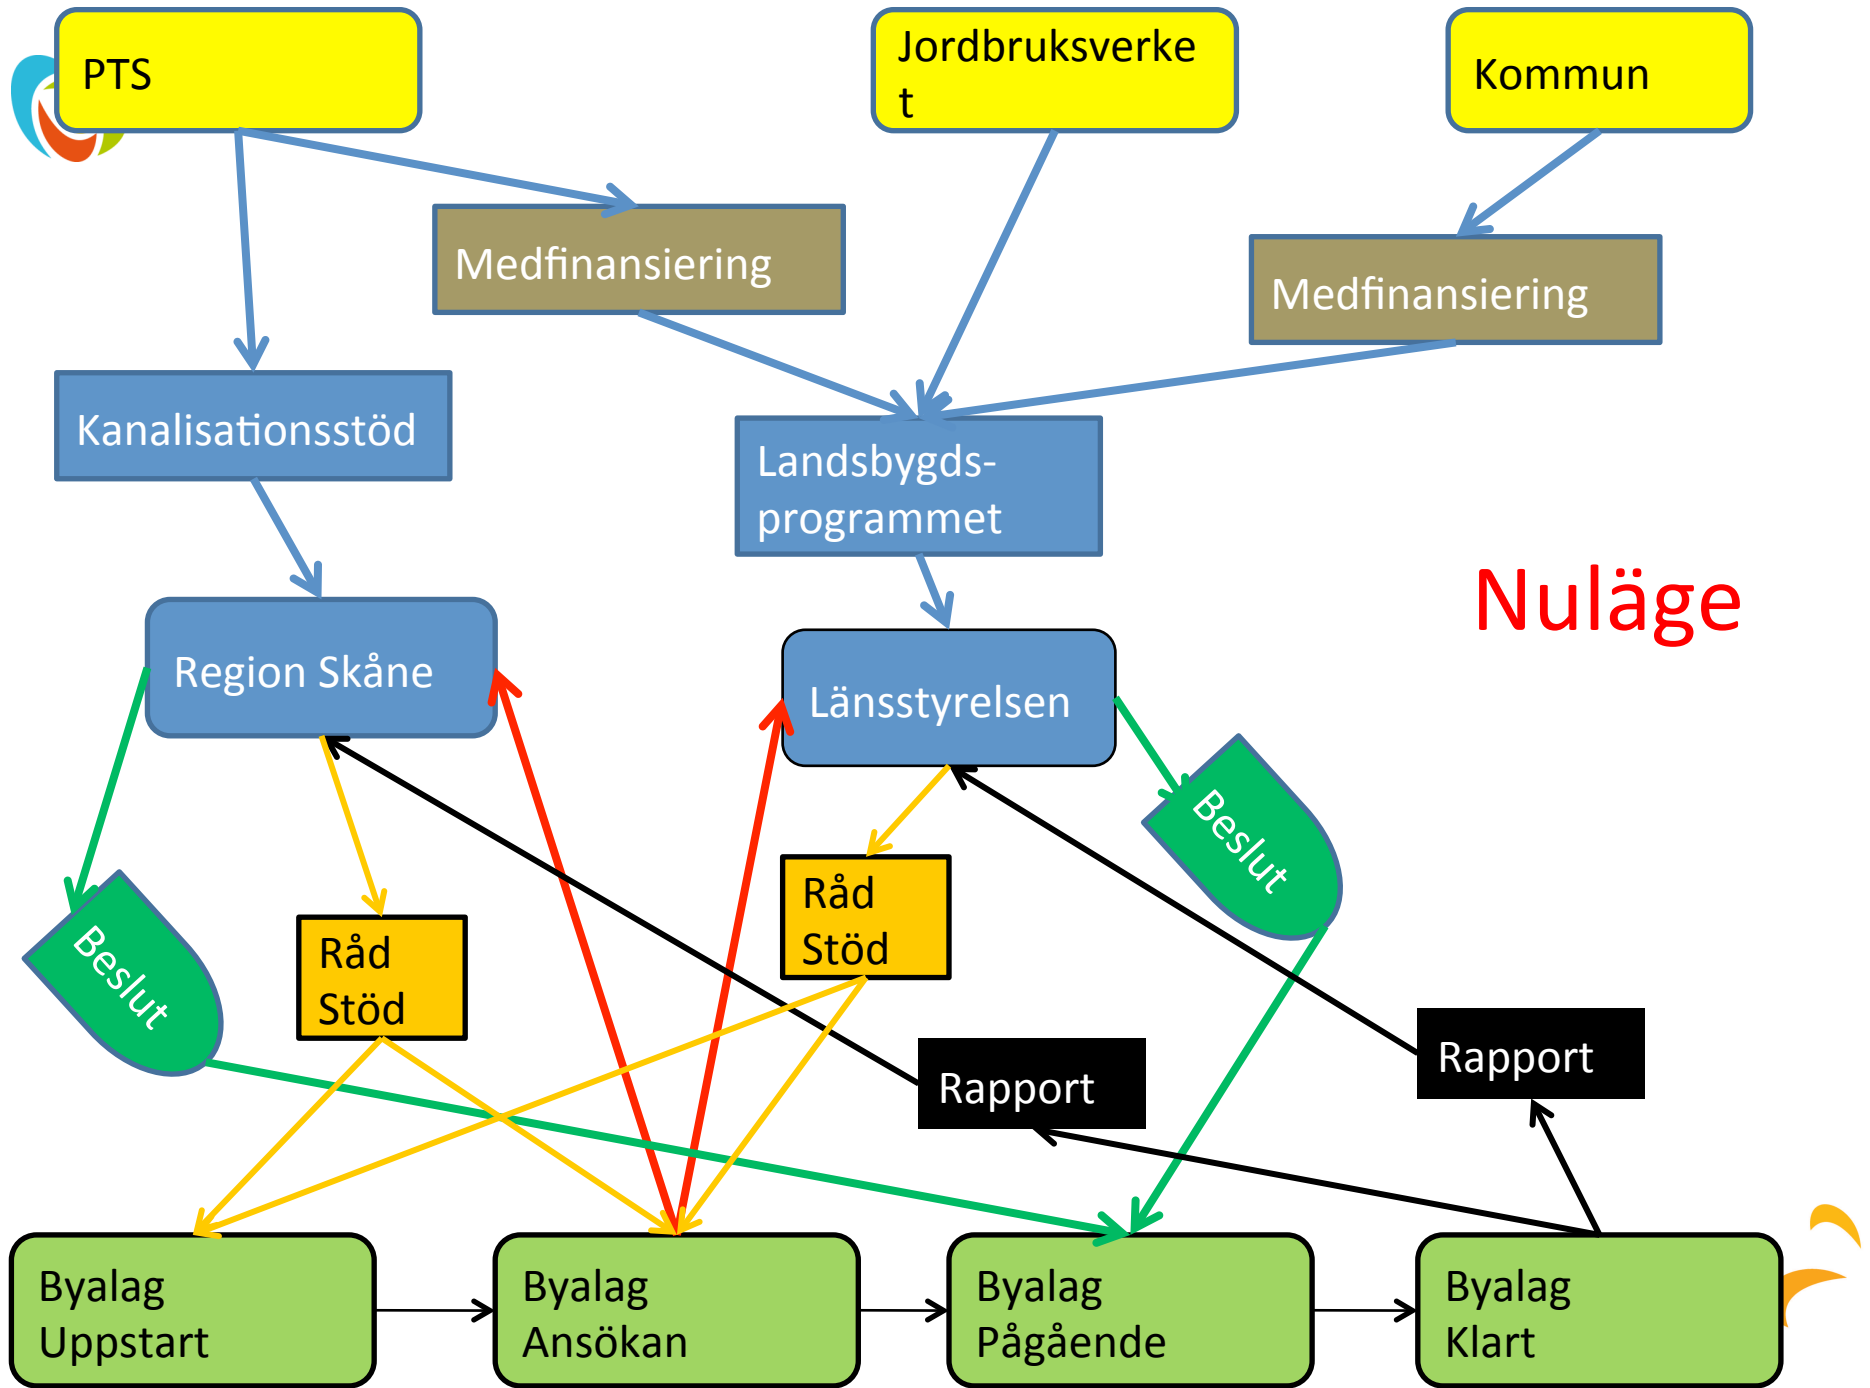 PTS
Jordbruksverke
t
Kommun
Medfinansiering
Medfinansiering
Kanalisationsstöd
Landsbygds-
programmet
Nuläge
Region Skåne
Länsstyrelsen
Beslut
Råd
Stöd
Beslut
Råd
Stöd
Rapport
Rapport
Byalag
Uppstart
Byalag
Ansökan
Byalag
Pågående
Byalag
Klart